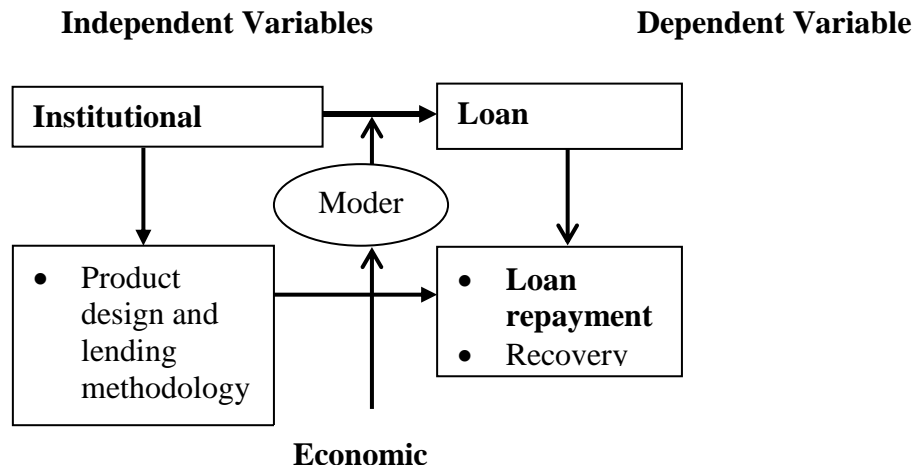 Independent Variables
Dependent Variable
Institutional
Loan
Moder
• Product
design and
lending
methodology
• Loan
repayment
• Recovery
Economic